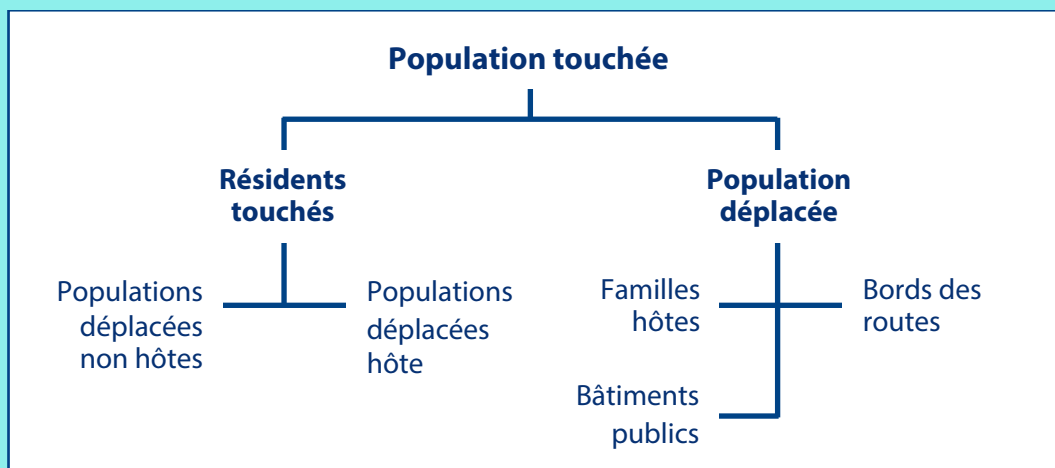 Population touchée
Résidents
touchés
Population
déplacée
Populations
déplacées
non hôtes
Populations
déplacées
hôte
Familles
hôtes
Bords des
routes
Bâtiments
publics